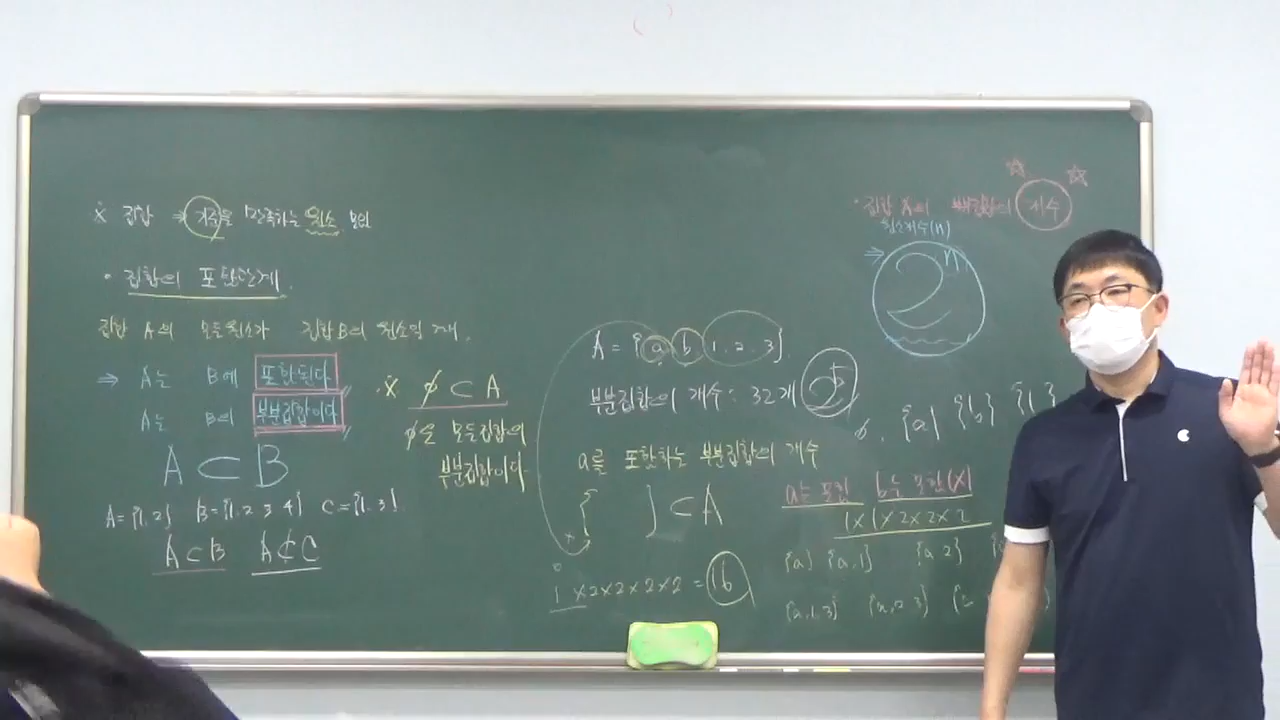 ※ 집합 ⇒ 기준을 만족하는 원소 모임
· 집합의 포함관계.
집합 A의 모든원소가 집합B의 원소일 때,
⇒ A는 B에 포함된다
A는 B의 부분집합이다
A ⊂ B
A={1, 2} B={1, 2 3 4} C={1, 3}
A ⊂ B A ⊄ C
※ ∅ ⊂ A
∅은 모든집합의
부분집합이다
A = {a, b, 1, 2, 3}.
부분집합의 개수: 32개 2⁵
a를 포함하는 부분집합의 개수
{ } ⊂ A
1 ×2×2×2×2 = 16
· 집합 A의 부분집합의 개수
원소개수(n)
⇒ 2ⁿ
∅, {a} {b} {1}
a는 포함 b는 포함(X)
1×1×2×2×2
{a} {a,1} {a,2}
{a,1,3} {a,2 3}